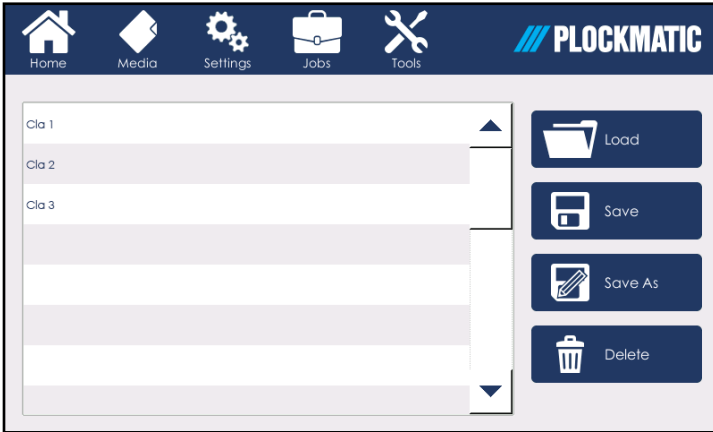 Home
Media
Settings
Jobs
Tools
PLOCKMATIC
Cla 1
Cla 2
Cla 3
Load
Save
Save As
Delete